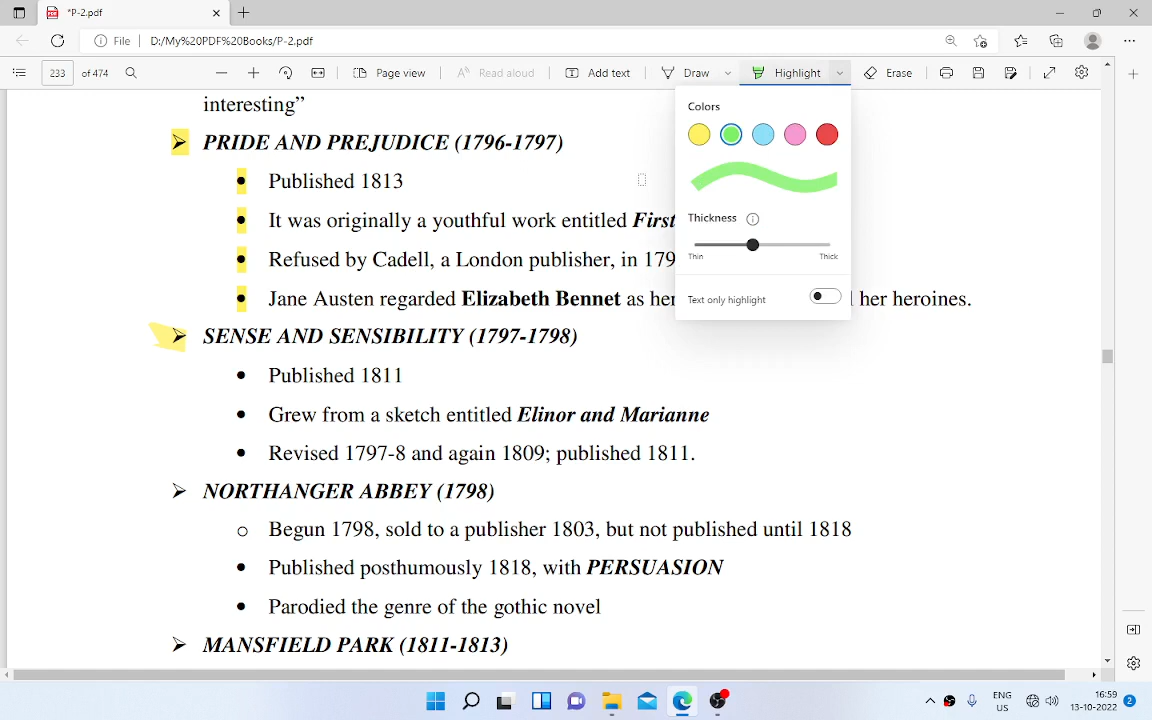 *P-2.pdf
File D:/My%20PDF%20Books/P-2.pdf
233 of 474 Page view Read aloud Add text Draw Highlight Erase
interesting”
PRIDE AND PREJUDICE (1796-1797)
• Published 1813
• It was originally a youthful work entitled First
• Refused by Cadell, a London publisher, in 179
• Jane Austen regarded Elizabeth Bennet as her her heroines.
SENSE AND SENSIBILITY (1797-1798)
• Published 1811
• Grew from a sketch entitled Elinor and Marianne
• Revised 1797-8 and again 1809; published 1811.
NORTHANGER ABBEY (1798)
o Begun 1798, sold to a publisher 1803, but not published until 1818
• Published posthumously 1818, with PERSUASION
• Parodied the genre of the gothic novel
MANSFIELD PARK (1811-1813)
Colors
Thickness
Thin Thick
Text only highlight
ENG
US
16:59
13-10-2022
2